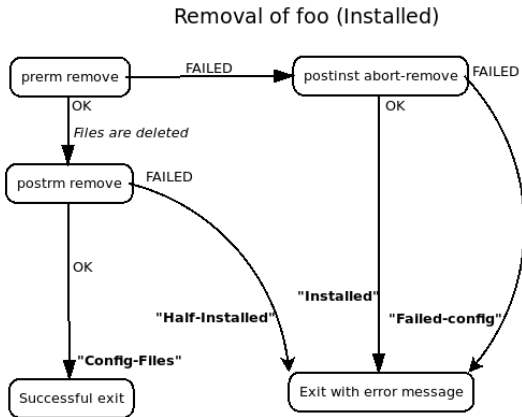 Removal of foo (Installed)
prerm remove
FAILED
postinst abort-remove
FAILED
OK
OK
Files are deleted
postrm remove
FAILED
OK
"Installed"
"Half-Installed"
"Failed-config"
"Config-Files"
Successful exit
Exit with error message